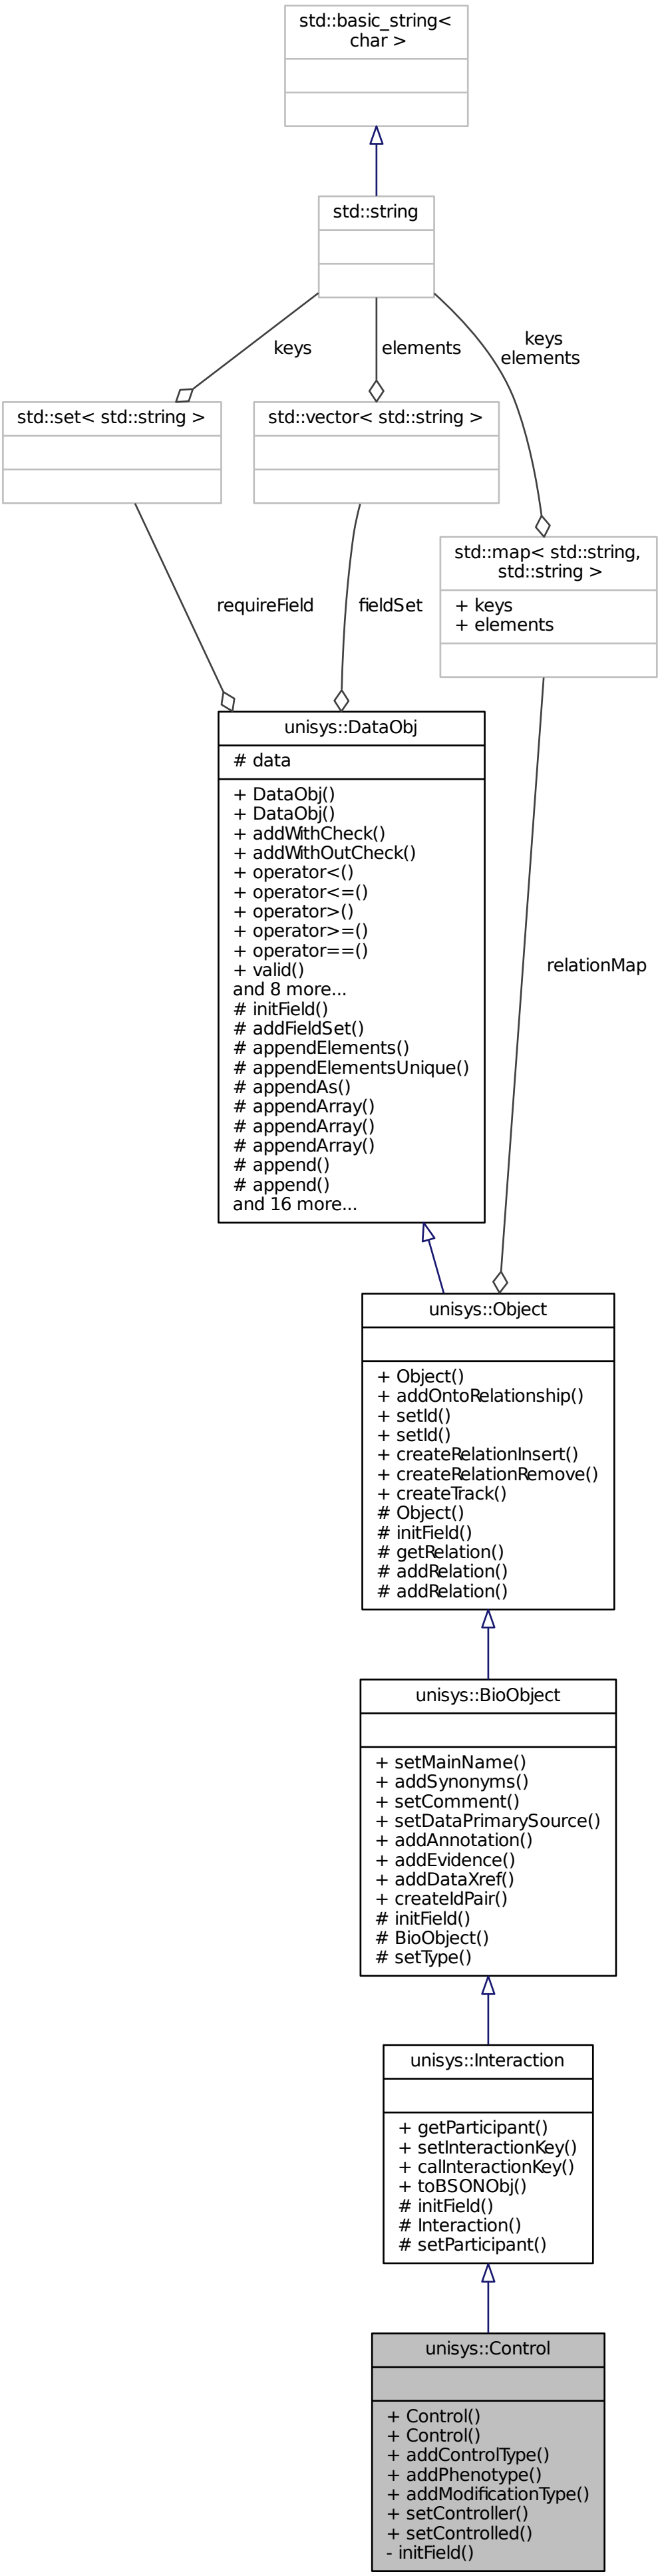 std::basic_string<
char >
std::string
keys
elements
keys
elements
std::set< std::string >
std::vector< std::string >
std::map< std::string,
std::string >
+ keys
+ elements
requireField
fieldSet
unisys::DataObj
# data
+ DataObj()
+ DataObj()
+ addWithCheck()
+ addWithOutCheck()
+ operator<()
+ operator<=()
+ operator>()
+ operator>=()
+ operator==()
+ valid()
and 8 more...
# initField()
# addFieldSet()
# appendElements()
# appendElementsUnique()
# appendAs()
# appendArray()
# appendArray()
# appendArray()
# append()
# append()
and 16 more...
relationMap
unisys::Object
+ Object()
+ addOntoRelationship()
+ setId()
+ setId()
+ createRelationInsert()
+ createRelationRemove()
+ createTrack()
# Object()
# initField()
# getRelation()
# addRelation()
# addRelation()
unisys::BioObject
+ setMainName()
+ addSynonyms()
+ setComment()
+ setDataPrimarySource()
+ addAnnotation()
+ addEvidence()
+ addDataXref()
+ createIdPair()
# initField()
# BioObject()
# setType()
unisys::Interaction
+ getParticipant()
+ setInteractionKey()
+ callnteractionKey()
+ toBSONObj()
# initField()
# Interaction()
# setParticipant()
unisys::Control
+ Control()
+ Control()
+ addControlType()
+ addPhenotype()
+ addModificationType()
+ setController()
+ setControlled()
- initField()